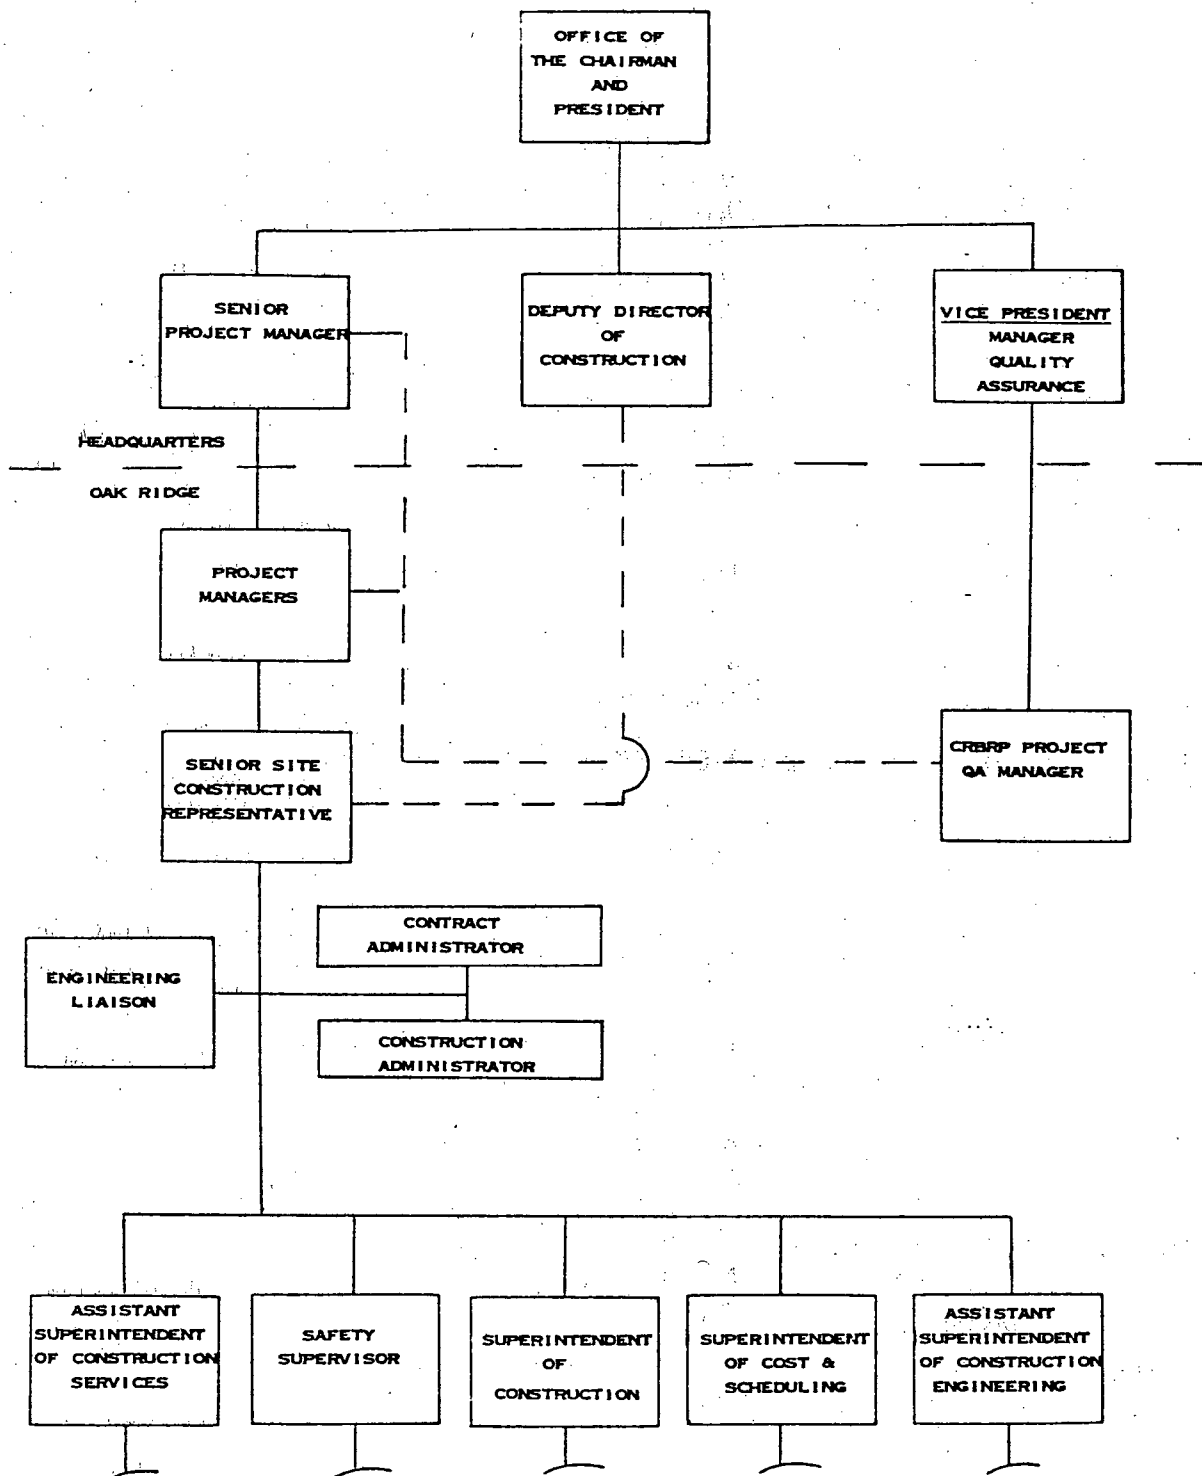 OFFICE OF
THE CHAIRMAN
AND
PRESIDENT
SENIOR
PROJECT MANAGER
DEPUTY DIRECTOR
OF
CONSTRUCTION
VICE PRESIDENT
MANAGER
QUALITY
ASSURANCE
HEADQUARTERS
OAK RIDGE
PROJECT
MANAGERS
SENIOR SITE
CONSTRUCTION
REPRESENTATIVE
CRBRP PROJECT
QA MANAGER
CONTRACT
ADMINISTRATOR
ENGINEERING
LIAISON
CONSTRUCTION
ADMINISTRATOR
ASSISTANT
SUPERINTENDENT
OF CONSTRUCTION
SERVICES
SAFETY
SUPERVISOR
SUPERINTENDENT
OF
CONSTRUCTION
SUPERINTENDENT
OF COST &
SCHEDULING
ASSISTANT
SUPERINTENDENT
OF CONSTRUCTION
ENGINEERING